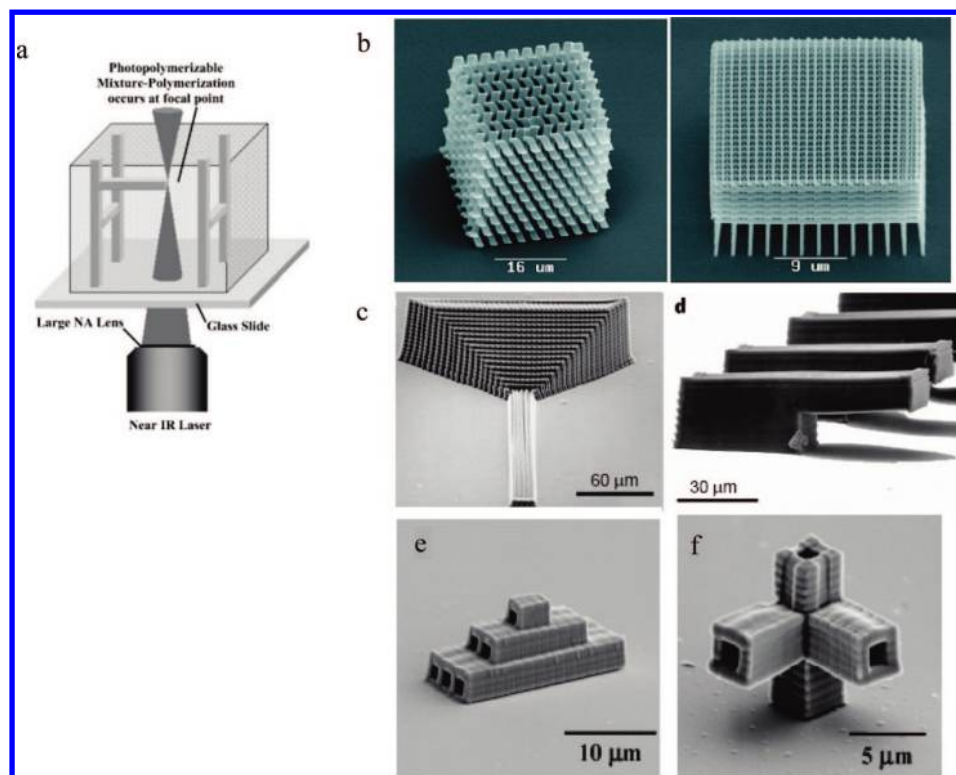 a
Photopolymerizable
Mixture-Polymerization
occurs at focal point
Large NA Lens
Glass Slide
Near IR Laser
b
16 um
9 um
c
60 μm
d
30 μm
e
10 μm
f
5 μm